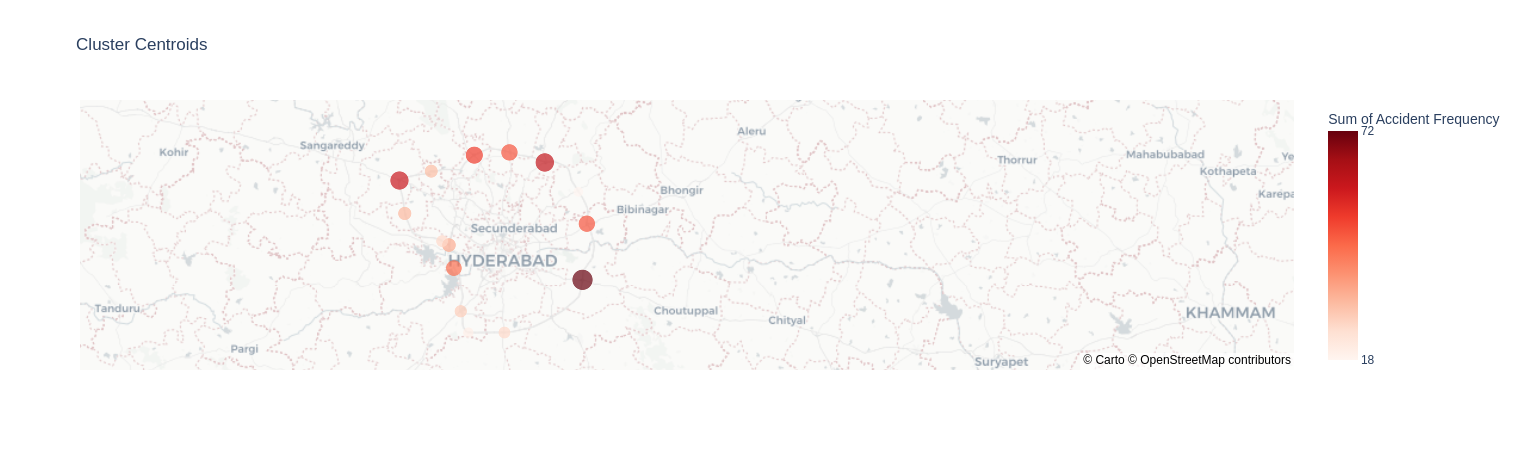 Cluster Centroids
Sum of Accident Frequency
72
Aleru
Sangareddy
Kohir
Mahabubabad
Thorrur
Kothapeta
Bhongir
Karepa
Bibinagar
Secunderabad
HYDERABAD
Tanduru
Choutuppal
KHAMMAM
Chityal
Pargi
Suryapet
© Carto © OpenStreetMap contributors
18